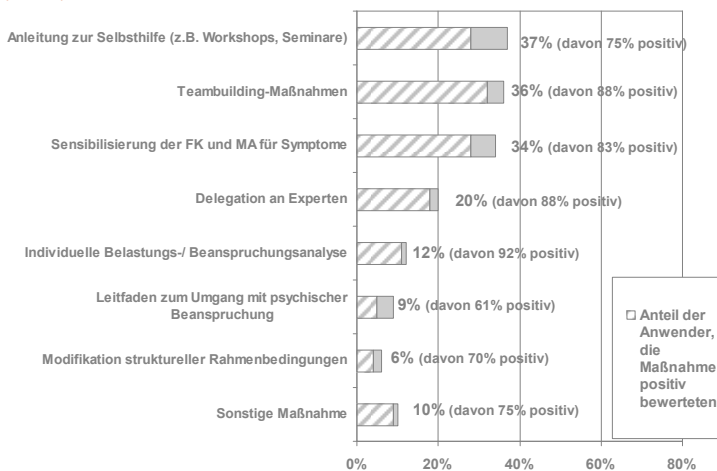 Anleitung zur Selbsthilfe (z.B. Workshops, Seminare)
37% (davon 75% positiv)
Teambuilding-Maßnahmen
36% (davon 88% positiv)
Sensibilisierung der FK und MA für Symptome
34% (davon 83% positiv)
Delegation an Experten
20% (davon 88% positiv)
Individuelle Belastungs-/ Beanspruchungsanalyse
12% (davon 92% positiv)
Leitfaden zum Umgang mit psychischer
Beanspruchung
9% (davon 61% positiv)
Modifikation struktureller Rahmenbedingungen
6% (davon 70% positiv)
Sonstige Maßnahme
10% (davon 75% positiv)
Anteil der
Anwender,
die
Maßnahme
positiv
bewerteten
0% 20% 40% 60% 80%